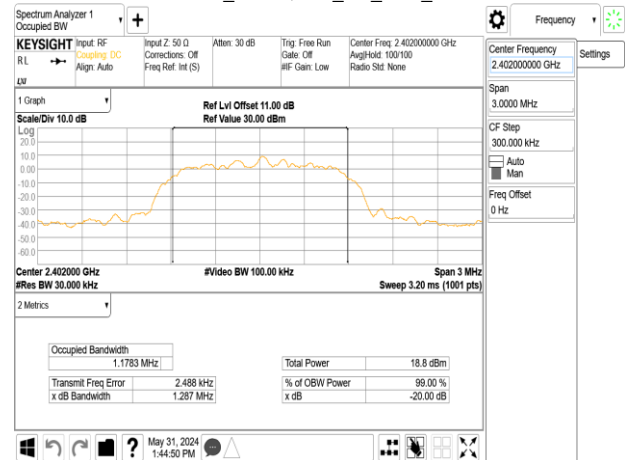 Spectrum Analyzer 1
Occupied BW
Frequency
KEYSIGHT
RL
Input: RF
Coupling: DC
Align: Auto
Input Z: 50 Ω
Corrections: Off
Freq Ref: Int (S)
Atten: 30 dB
Trig: Free Run
Gate: Off
#IF Gain: Low
Center Freq: 2.402000000 GHz
Avg|Hold: 100/100
Radio Std: None
LXI
Center Frequency
2.402000000 GHz
Settings
Span
3.0000 MHz
CF Step
300.000 kHz
Auto
Man
Freq Offset
0 Hz
1 Graph
Scale/Div 10.0 dB
Ref Lvl Offset 11.00 dB
Ref Value 30.00 dBm
Log
20.0
10.0
0.00
-10.0
-20.0
-30.0
-40.0
-50.0
-60.0
Center 2.402000 GHz
#Res BW 30.000 kHz
#Video BW 100.00 kHz
Span 3 MHz
Sweep 3.20 ms (1001 pts)
2 Metrics
Occupied Bandwidth
1.1783 MHz
Transmit Freq Error 2.488 kHz
x dB Bandwidth 1.287 MHz
Total Power 18.8 dBm
% of OBW Power 99.00 %
x dB -20.00 dB
May 31, 2024
1:44:50 PM